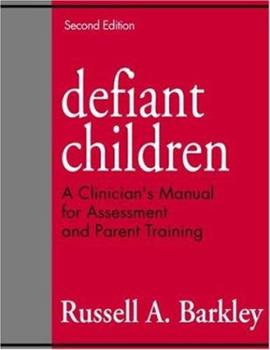 Second Edition
defiant
children
A Clinician's Manual
for Assessment
and Parent Training
Russell A. Barkley